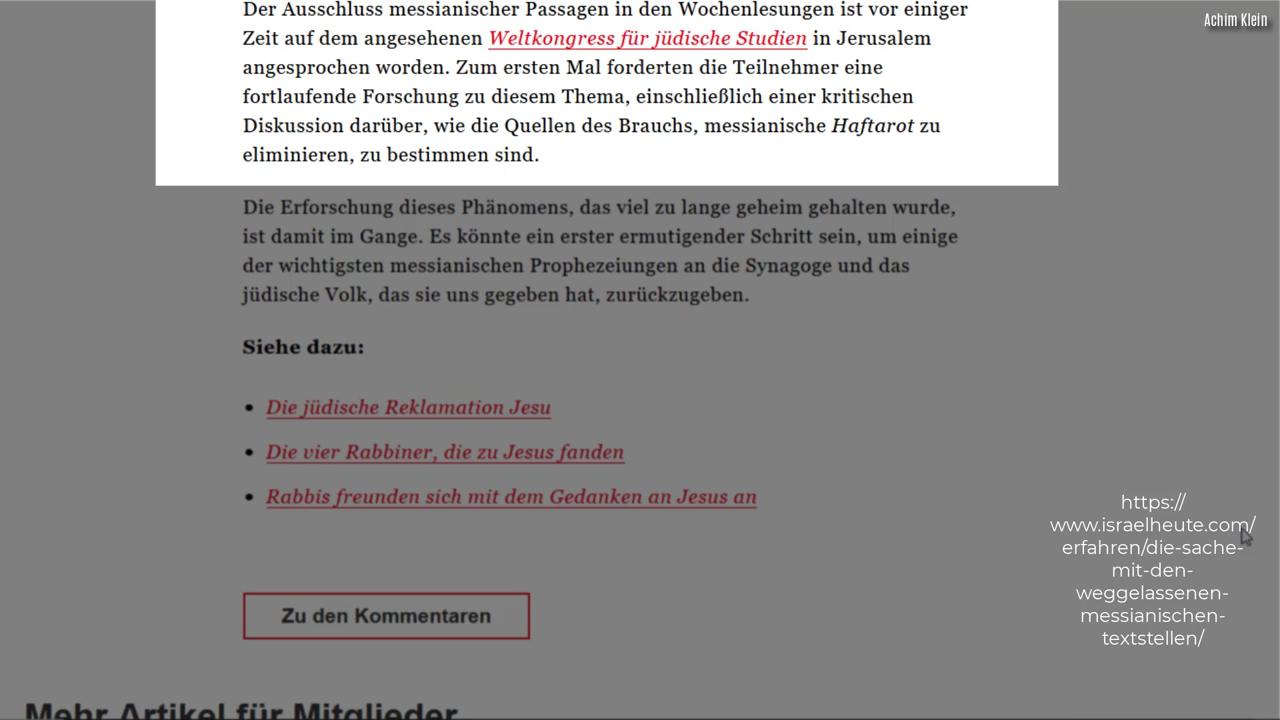 Achim Klein
Der Ausschluss messianischer Passagen in den Wochenlesungen ist vor einiger
Zeit auf dem angesehenen Weltkongress für jüdische Studien in Jerusalem
angesprochen worden. Zum ersten Mal forderten die Teilnehmer eine
fortlaufende Forschung zu diesem Thema, einschließlich einer kritischen
Diskussion darüber, wie die Quellen des Brauchs, messianische Haftarot zu
eliminieren, zu bestimmen sind.
Die Erforschung dieses Phänomens, das viel zu lange geheim gehalten wurde,
ist damit im Gange. Es könnte ein erster ermutigender Schritt sein, um einige
der wichtigsten messianischen Prophezeiungen an die Synagoge und das
jüdische Volk, das sie uns gegeben hat, zurückzugeben.
Siehe dazu:
Die jüdische Reklamation Jesu
Die vier Rabbiner, die zu Jesus fanden
Rabbis freunden sich mit dem Gedanken an Jesus an
https://
www.israelheute.com/
erfahren/die-sache-
mit-den-
weggelassenen-
messianischen-
textstellen/
Zu den Kommentaren
Mehr Artikel für Mitglieder